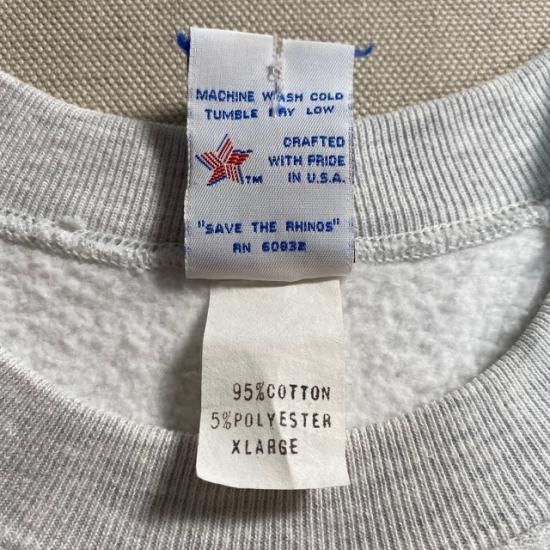 MACHINE WASH COLD
TUMBLE DRY LOW
CRAFTED
WITH PRIDE
IN U.S.A.
TM
"SAVE THE RHINOS"
RN 60932
95%COTTON
5%POLYESTER
XLARGE